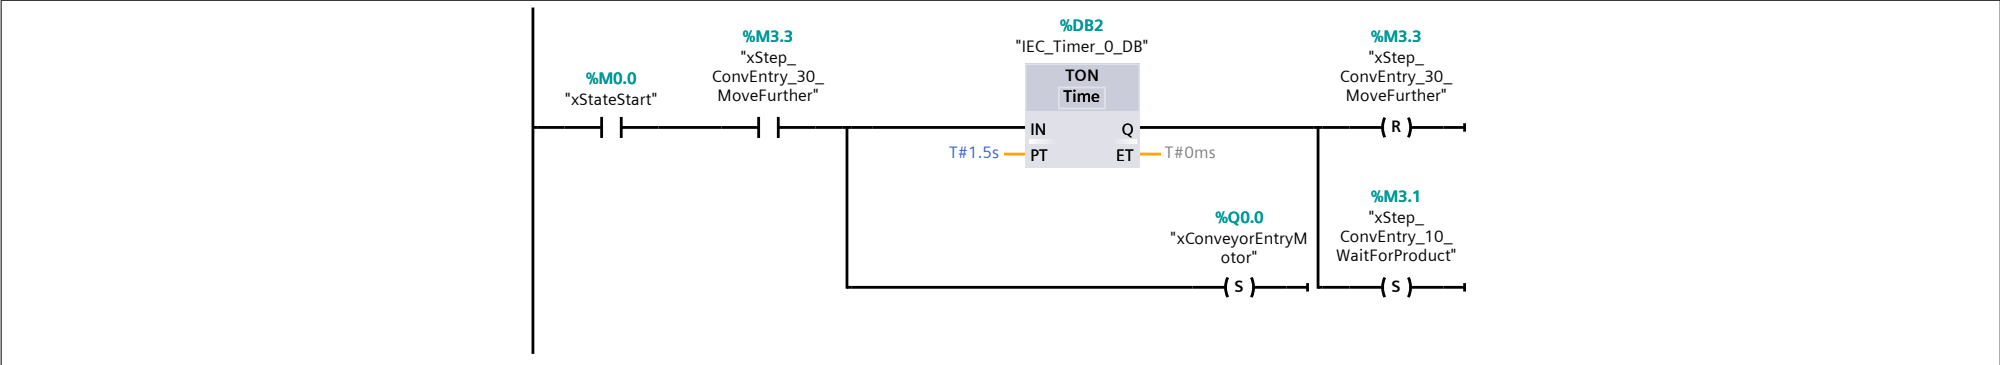 %M0.0
"xStateStart"
%M3.3
"xStep_
ConvEntry_30_
MoveFurther"
%DB2
"IEC_Timer_0_DB"
TON
Time
IN
Q
T#1.5s
PT
ET
T#0ms
%M3.3
"xStep_
ConvEntry_30_
MoveFurther"
R
%Q0.0
"xConveyorEntryM
otor"
S
%M3.1
"xStep_
ConvEntry_10_
WaitForProduct"
S